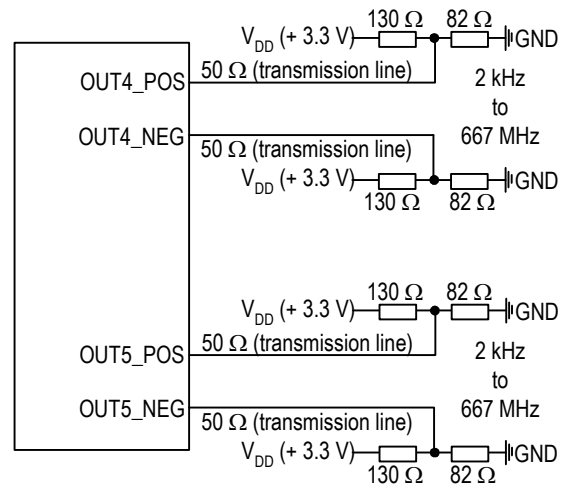 130 Ω 82 Ω
V_DD (+ 3.3 V) GND
OUT4_POS 50 Ω (transmission line) 2 kHz
to
OUT4_NEG 50 Ω (transmission line) 667 MHz
V_DD (+ 3.3 V) GND
130 Ω 82 Ω
130 Ω 82 Ω
V_DD (+ 3.3 V) GND
OUT5_POS 50 Ω (transmission line) 2 kHz
to
OUT5_NEG 50 Ω (transmission line) 667 MHz
V_DD (+ 3.3 V) GND
130 Ω 82 Ω